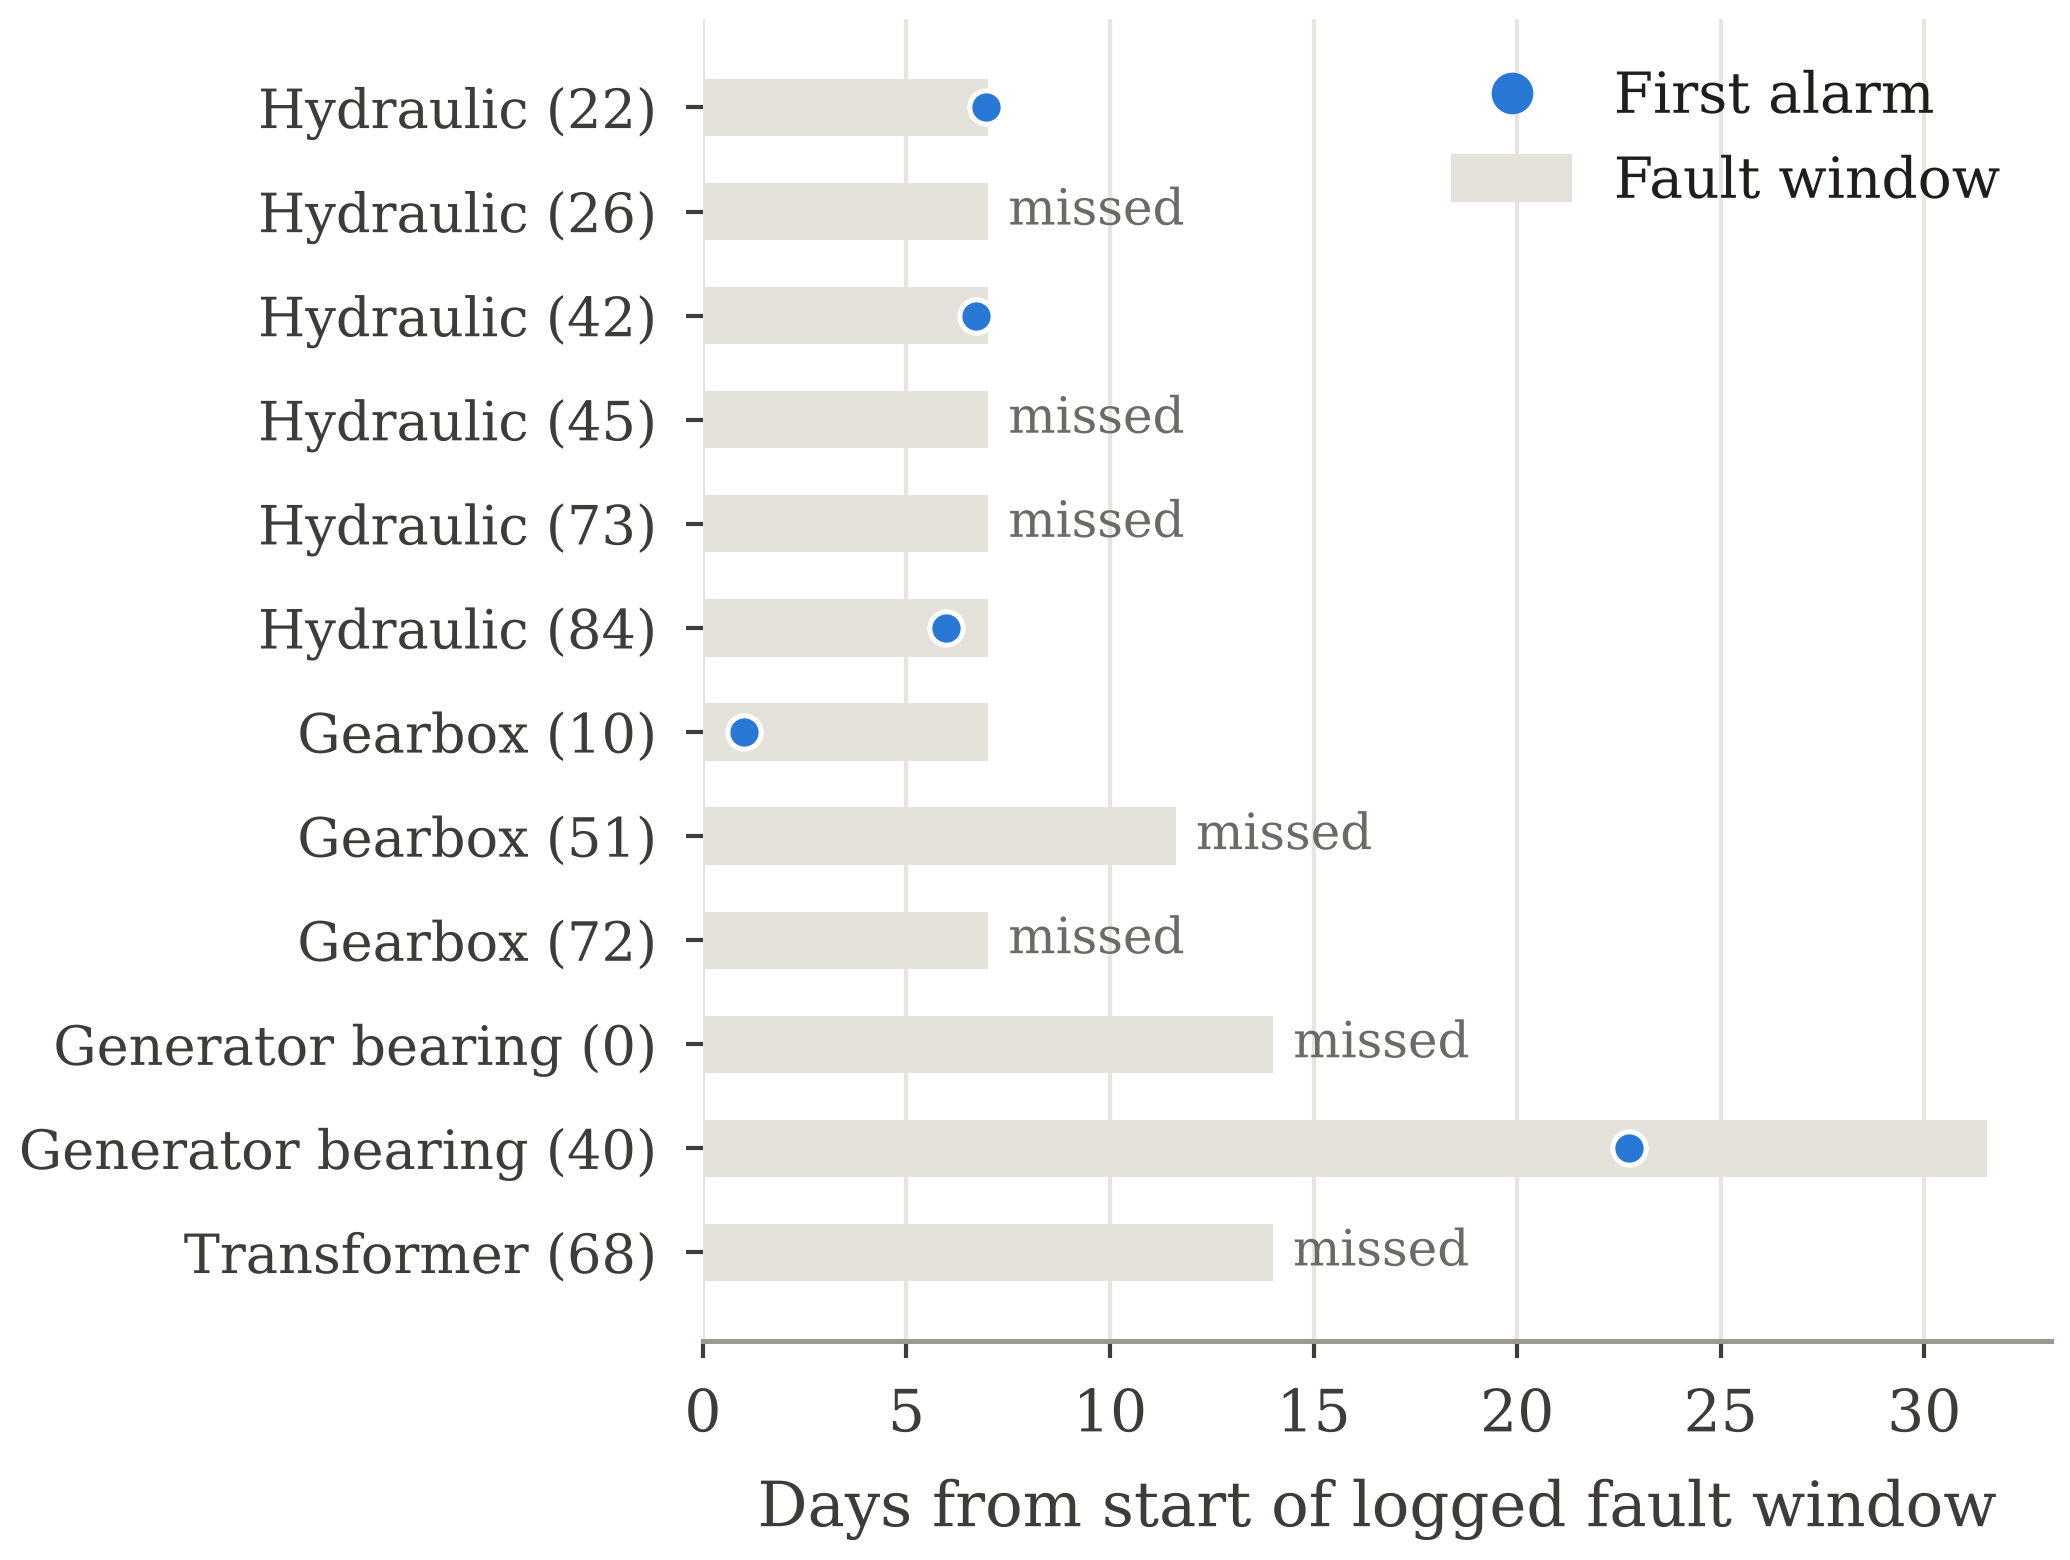 Hydraulic (22)
First alarm
Hydraulic (26) missed
Fault window
Hydraulic (42)
Hydraulic (45) missed
Hydraulic (73) missed
Hydraulic (84)
Gearbox (10)
Gearbox (51) missed
Gearbox (72) missed
Generator bearing (0) missed
Generator bearing (40)
Transformer (68) missed
0 5 10 15 20 25 30
Days from start of logged fault window